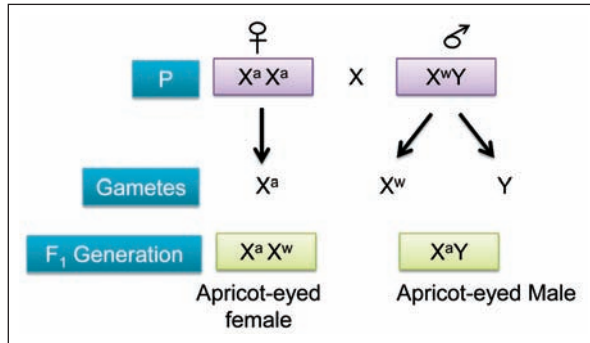 ♀ ♂
P XᵃXᵃ X XʷY
Gametes Xᵃ Xʷ Y
F₁ Generation XᵃXʷ XᵃY
Apricot-eyed female Apricot-eyed Male